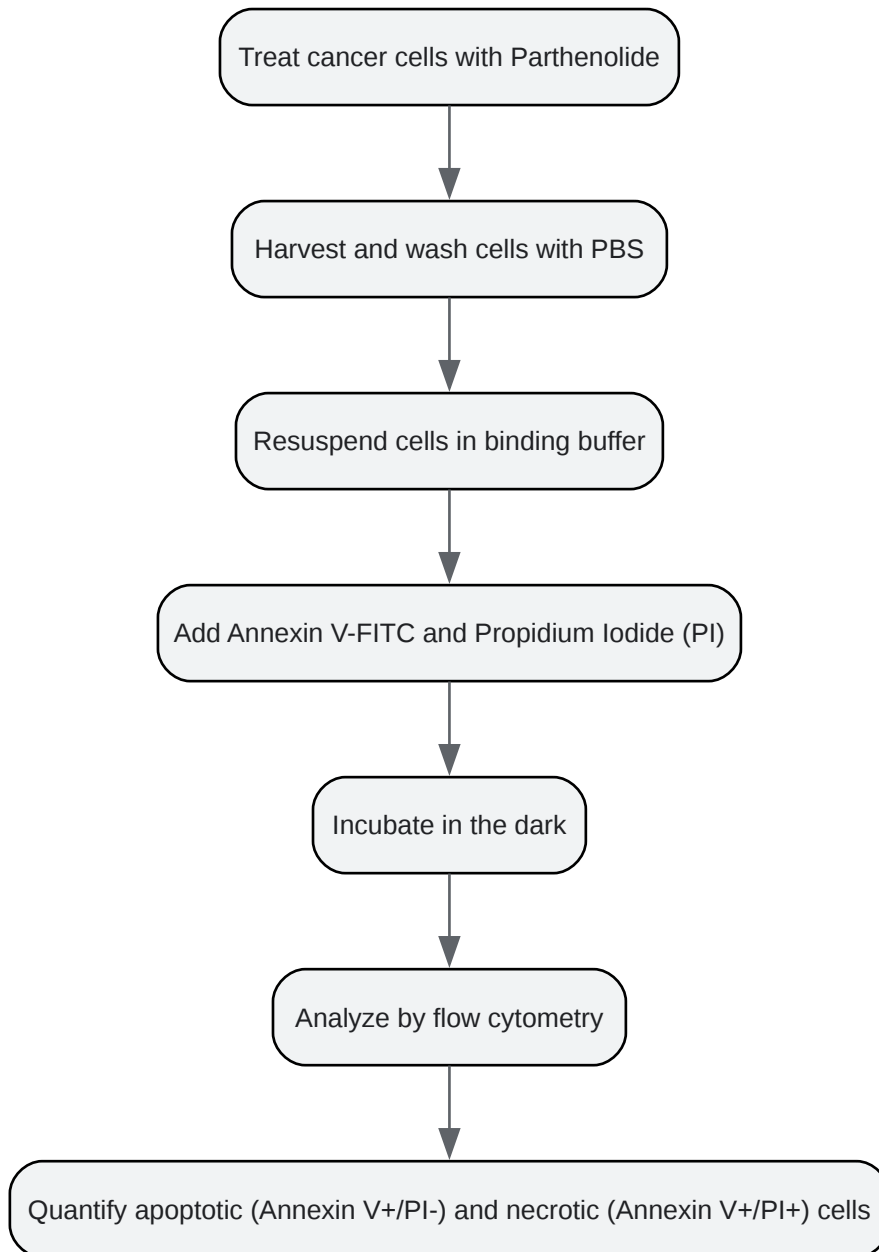 Treat cancer cells with Parthenolide
Harvest and wash cells with PBS
Resuspend cells in binding buffer
Add Annexin V-FITC and Propidium Iodide (PI)
Incubate in the dark
Analyze by flow cytometry
Quantify apoptotic (Annexin V+/PI-) and necrotic (Annexin V+/PI+) cells